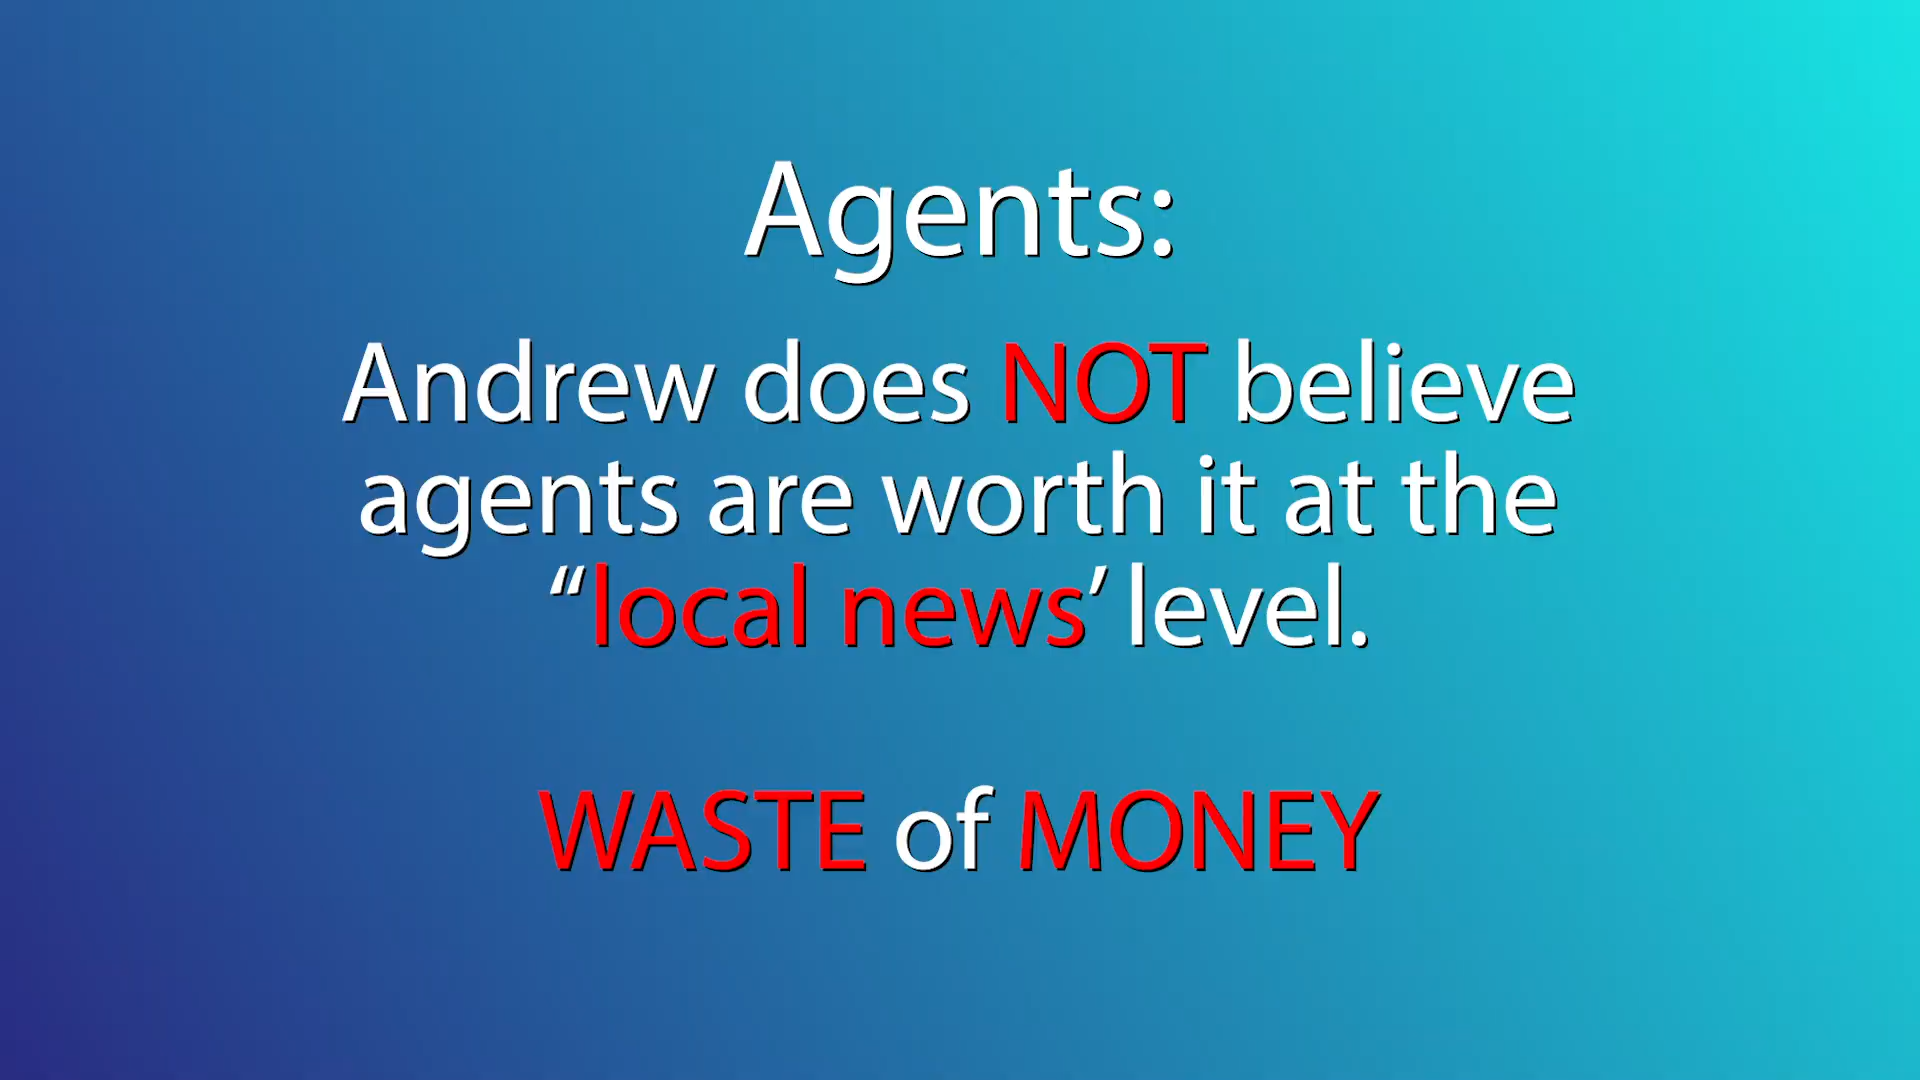 Agents:
Andrew does NOT believe
agents are worth it at the
“local news’ level.
WASTE of MONEY